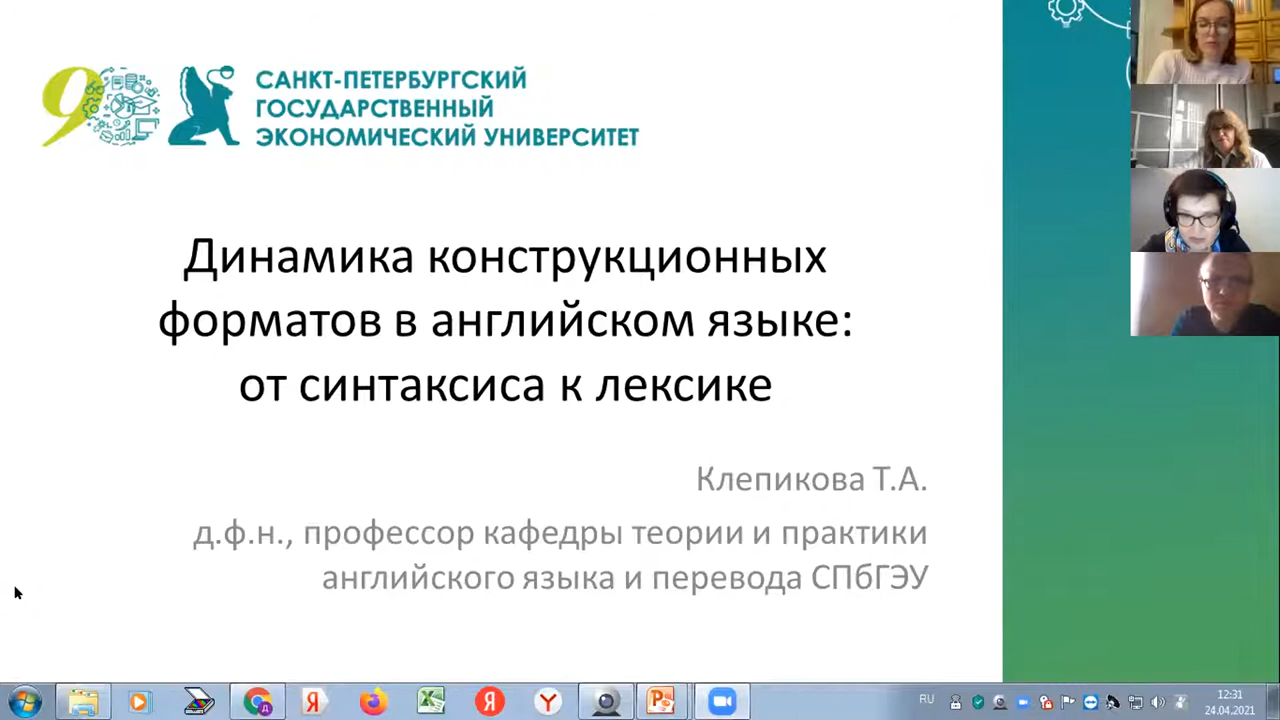 90
САНКТ-ПЕТЕРБУРГСКИЙ
ГОСУДАРСТВЕННЫЙ
ЭКОНОМИЧЕСКИЙ УНИВЕРСИТЕТ
Динамика конструкционных
форматов в английском языке:
от синтаксиса к лексике
Клепикова Т.А.
д.ф.н., профессор кафедры теории и практики
английского языка и перевода СПбГЭУ
RU
12:31
24.04.2021